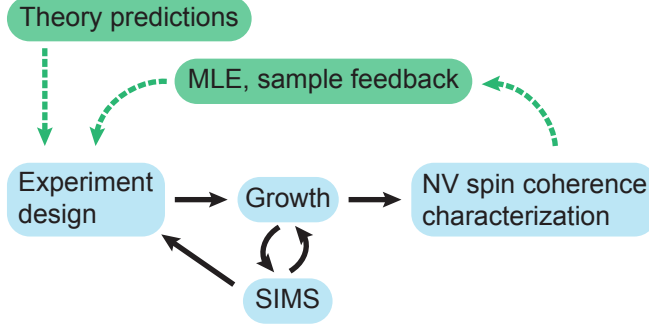 Theory predictions
MLE, sample feedback
Experiment
design
Growth
NV spin coherence
characterization
SIMS